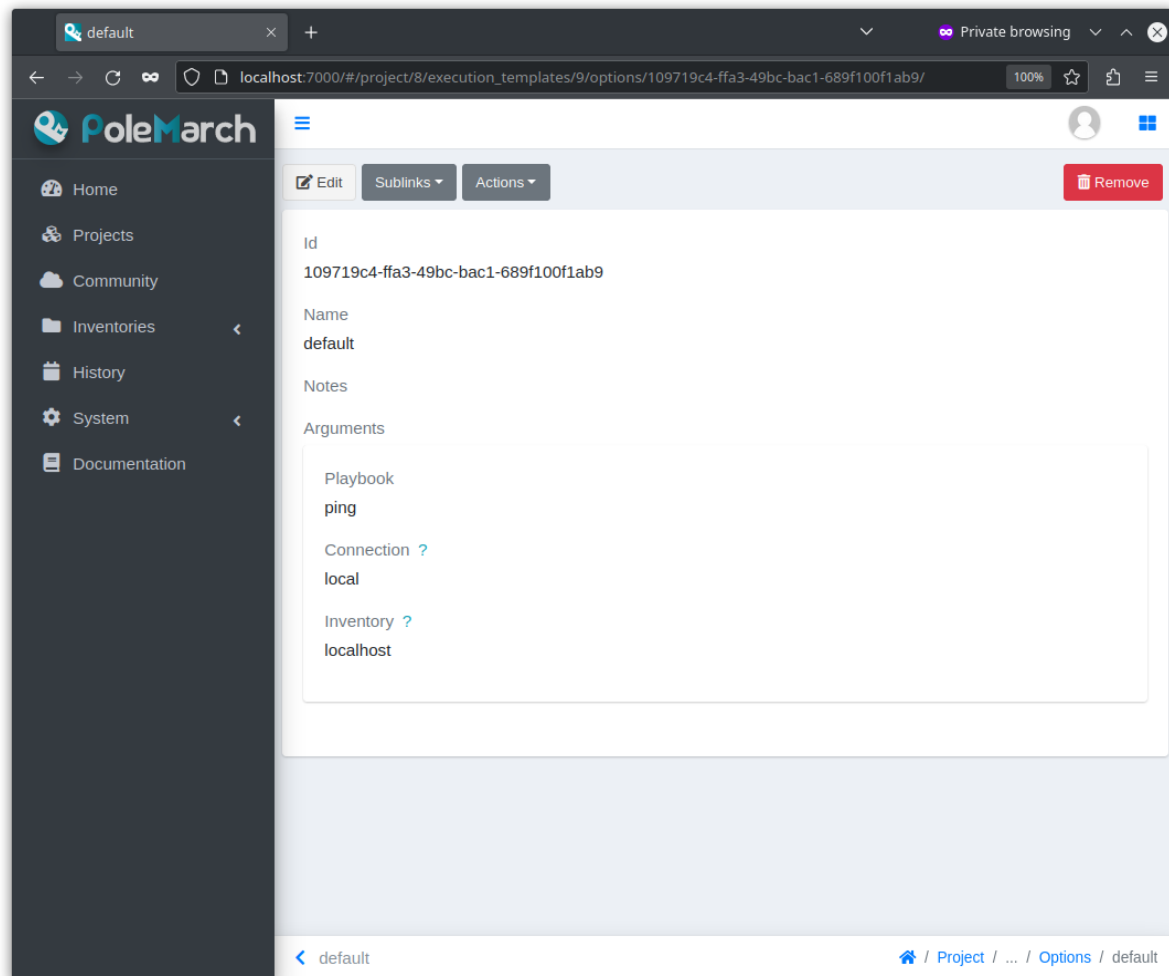 default
Private browsing
localhost:7000/#/project/8/execution_templates/9/options/109719c4-ffa3-49bc-bac1-689f100f1ab9/
100%
PoleMarch
Home
Projects
Community
Inventories
History
System
Documentation
Edit
Sublinks
Actions
Remove
Id
109719c4-ffa3-49bc-bac1-689f100f1ab9
Name
default
Notes
Arguments
Playbook
ping
Connection ?
local
Inventory ?
localhost
default
/ Project / ... / Options / default